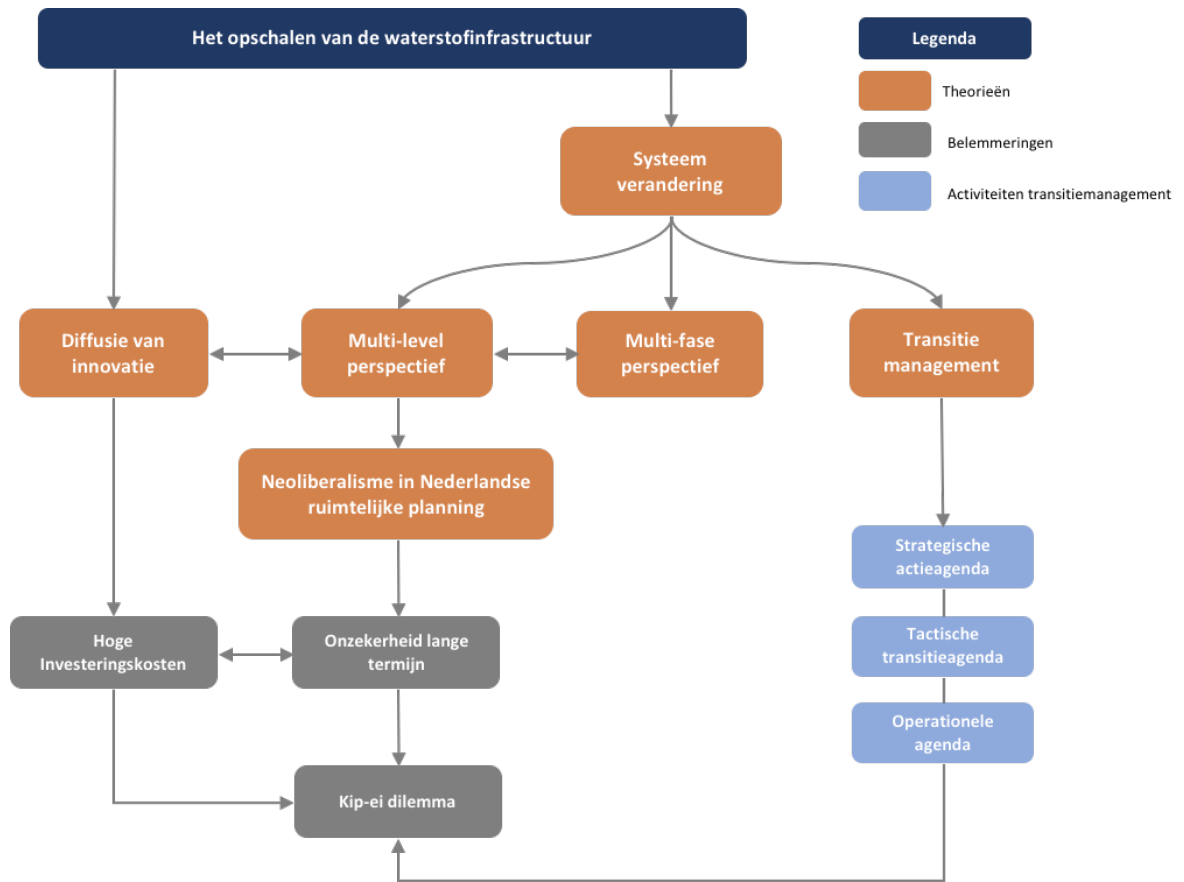 Het opschalen van de waterstofinfrastructuur
Legenda
Theorieën
Belemmeringen
Activiteiten transitiemanagement
Systeem
verandering
Diffusie van
innovatie
Multi-level
perspectief
Multi-fase
perspectief
Transitie
management
Neoliberalisme in Nederlandse
ruimtelijke planning
Strategische
actieagenda
Hoge
Investeringskosten
Onzekerheid lange
termijn
Tactische
transitieagenda
Operationele
agenda
Kip-ei dilemma